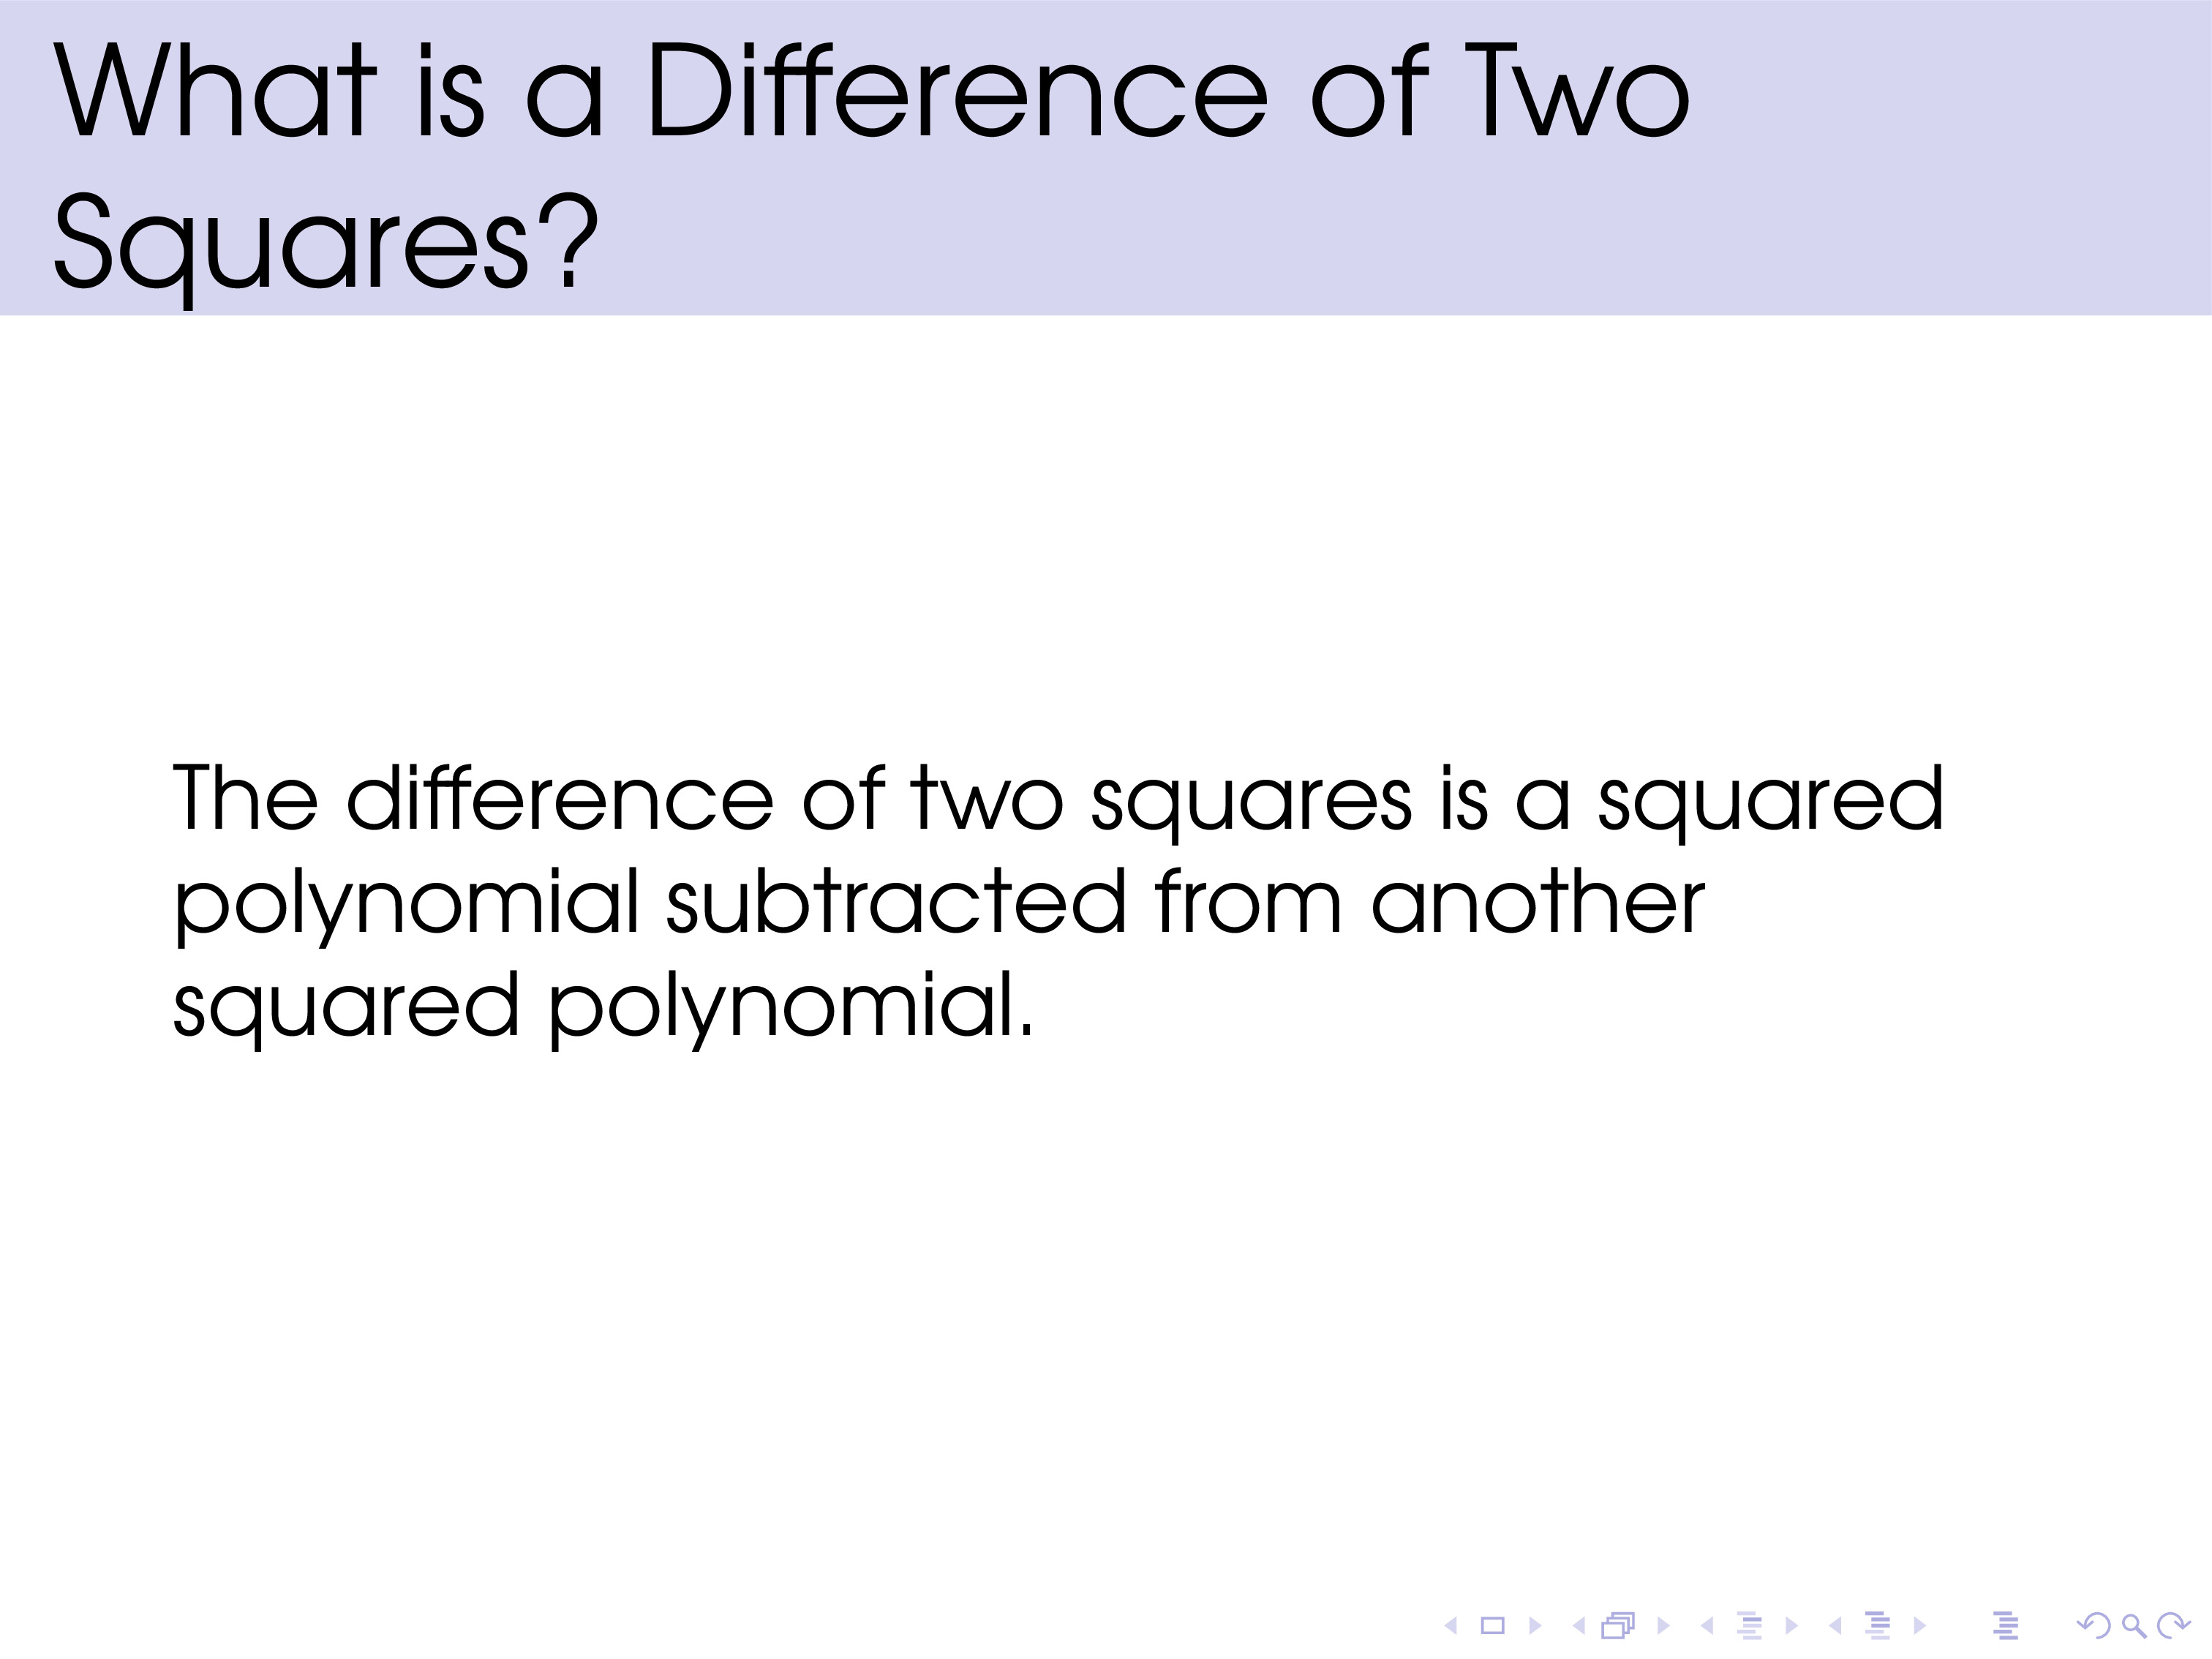 What is a Difference of Two
Squares?
The difference of two squares is a squared
polynomial subtracted from another
squared polynomial.